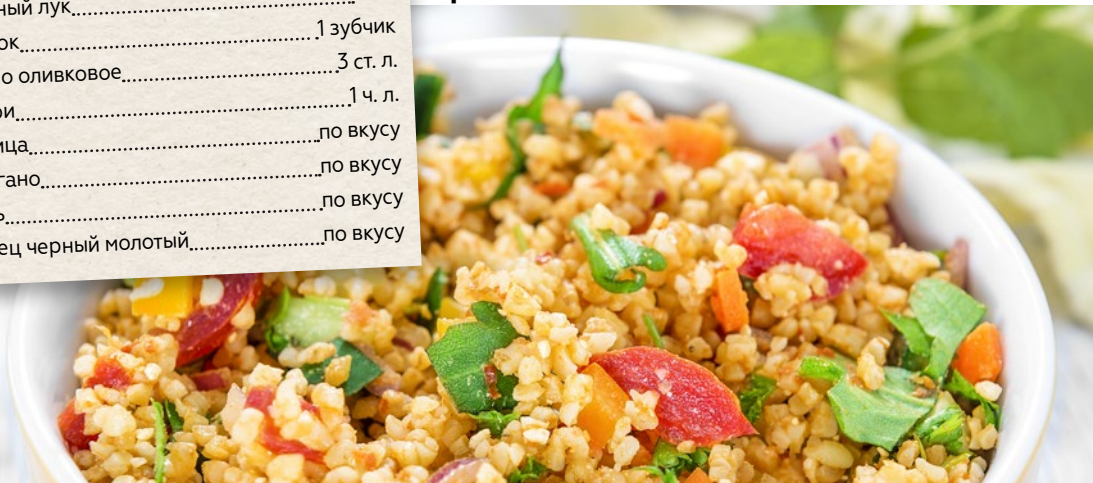 ный лук
ок 1 зубчик
о оливковое 3 ст. л.
ри 1 ч. л.
ица по вкусу
гано по вкусу
ь по вкусу
ец черный молотый по вкусу